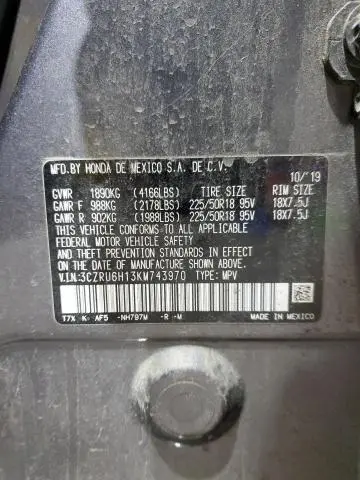 MFD.BY HONDA DE MEXICO S.A. DE C.V. 10/'19
GVWR 1890KG (4166LBS) TIRE SIZE RIM SIZE
GAWR F 988KG (2178LBS) 225/50R18 95V 18X7.5J
GAWR R 902KG (1988LBS) 225/50R18 95V 18X7.5J
THIS VEHICLE CONFORMS TO ALL APPLICABLE
FEDERAL MOTOR VEHICLE SAFETY
AND THEFT PREVENTION STANDARDS IN EFFECT
ON THE DATE OF MANUFACTURE SHOWN ABOVE.
V.I.N.:3CZRU6H13KM743970 TYPE: MPV
T7X K- AF5 -NH797M -R -M MADE IN MEXICO